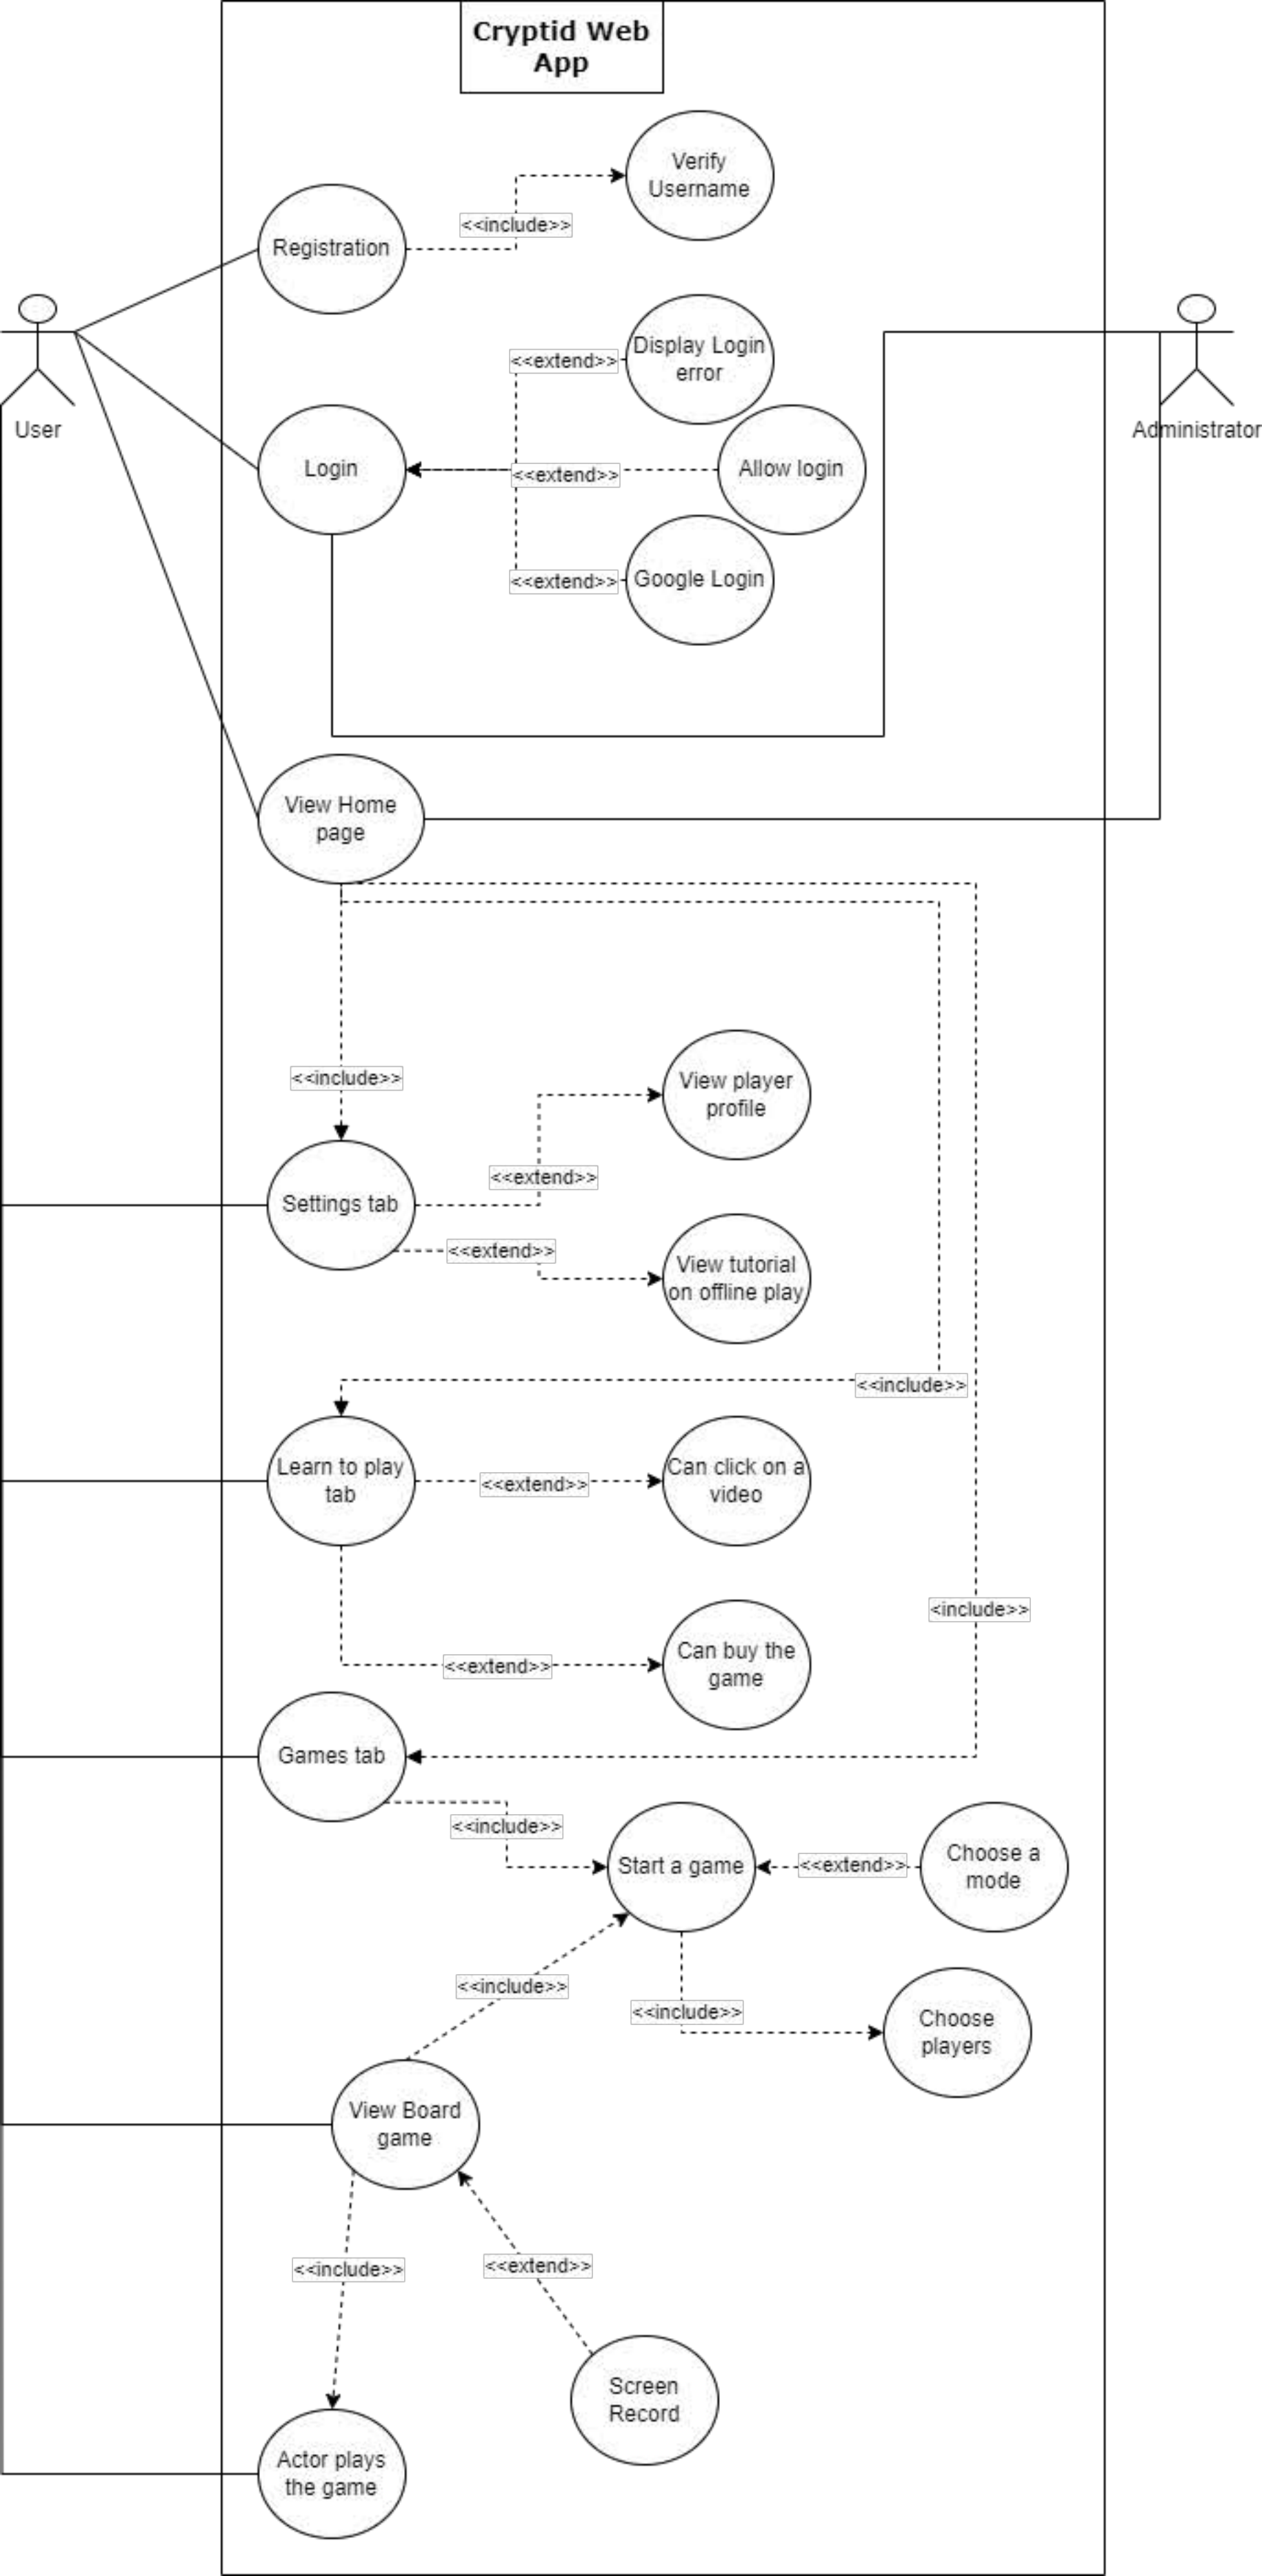 Cryptid Web
App
Verify
Username
<<include>>
Registration
Display Login
error
<<extend>>
User
Administrator
Login
<<extend>>
Allow login
<<extend>>
Google Login
View Home
page
<<include>>
View player
profile
<<extend>>
Settings tab
<<extend>>
View tutorial
on offline play
<<include>>
Learn to play
tab
<<extend>>
Can click on a
video
<include>>
<<extend>>
Can buy the
game
Games tab
<<include>>
Start a game
<<extend>>
Choose a
mode
<<include>>
<<include>>
Choose
players
View Board
game
<<include>>
<<extend>>
Screen
Record
Actor plays
the game